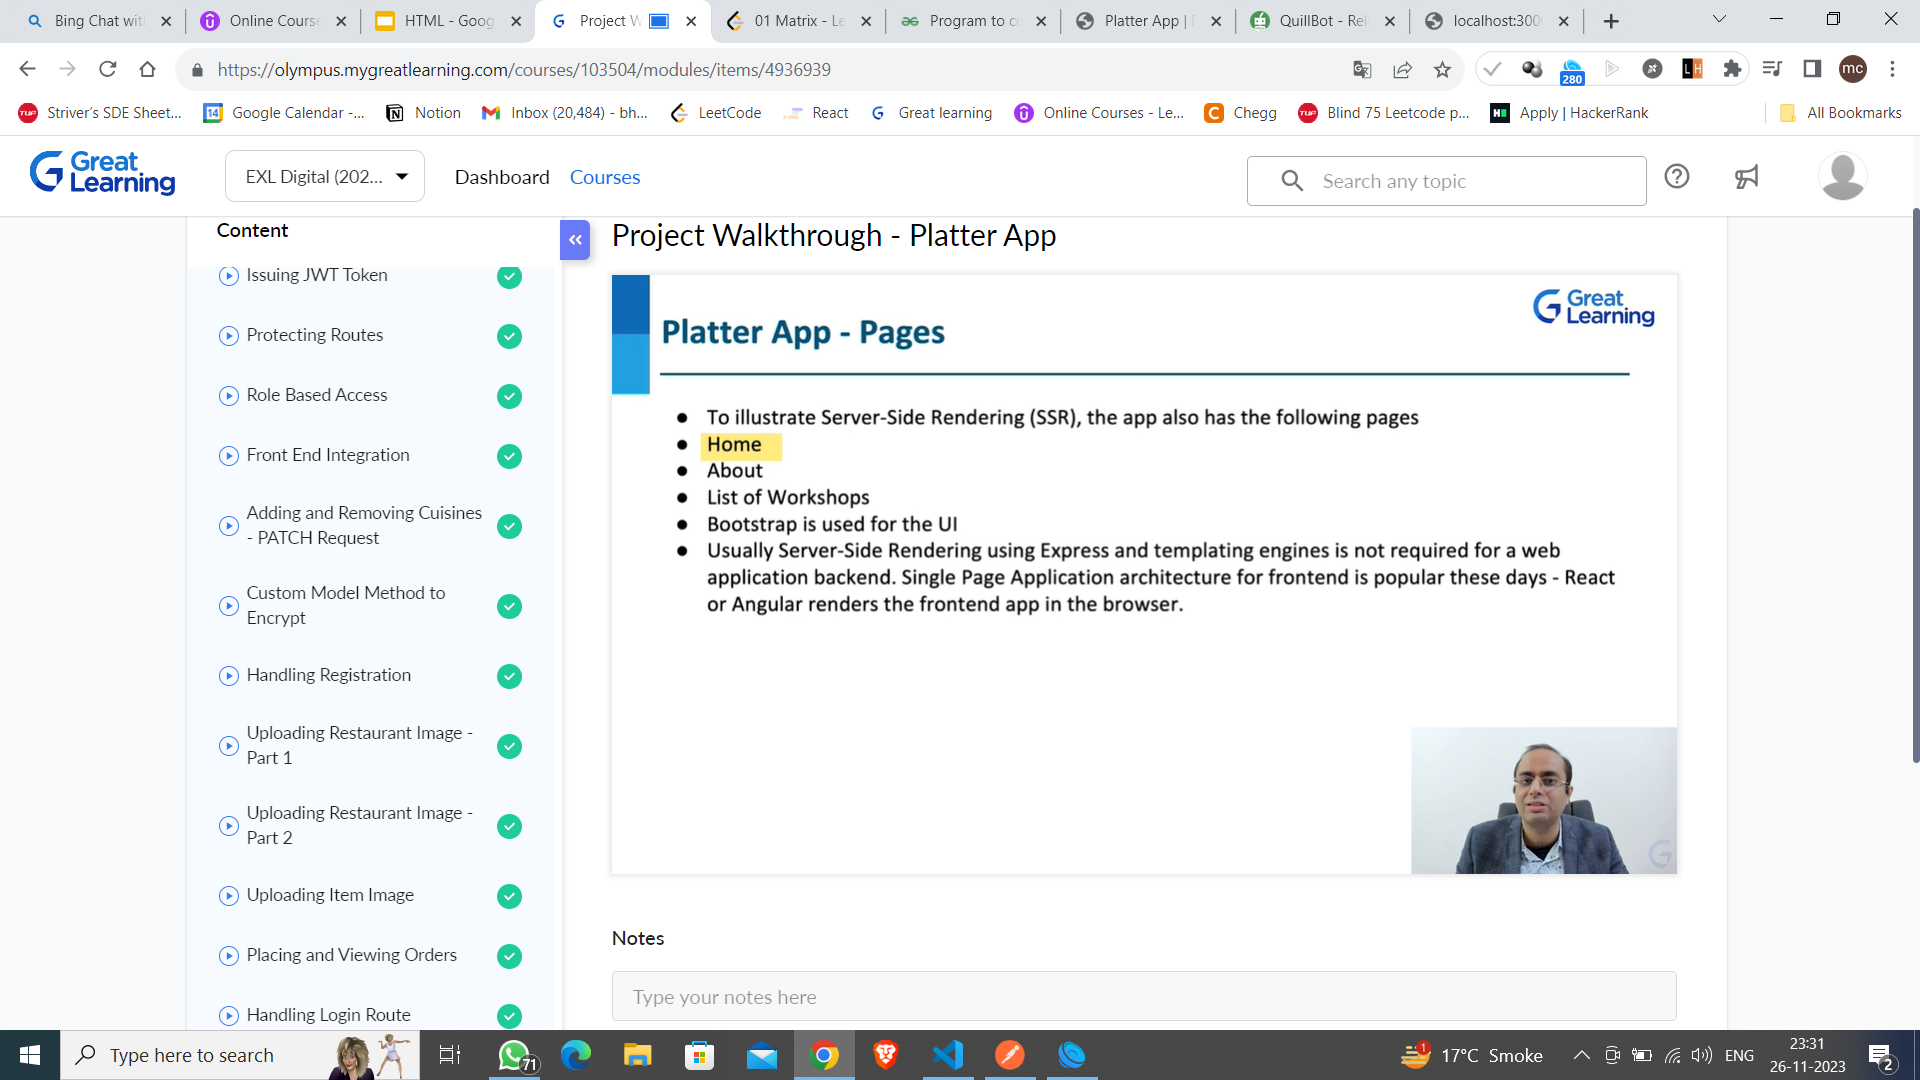 Bing Chat wit
Online Course
HTML - Goog
Project W
01 Matrix - Le
Program to c
Platter App |
QuillBot - Rel
localhost:300
https://olympus.mygreatlearning.com/courses/103504/modules/items/4936939
280
mc
Striver's SDE Sheet...
Google Calendar -...
Notion
Inbox (20,484) - bh...
LeetCode
React
Great learning
Online Courses - Le...
Chegg
Blind 75 Leetcode p...
Apply | HackerRank
All Bookmarks
Great Learning
EXL Digital (202...
Dashboard
Courses
Search any topic
Content
Issuing JWT Token
Protecting Routes
Role Based Access
Front End Integration
Adding and Removing Cuisines
- PATCH Request
Custom Model Method to
Encrypt
Handling Registration
Uploading Restaurant Image -
Part 1
Uploading Restaurant Image -
Part 2
Uploading Item Image
Placing and Viewing Orders
Handling Login Route
Project Walkthrough - Platter App
Great Learning
Platter App - Pages
● To illustrate Server-Side Rendering (SSR), the app also has the following pages
● Home
● About
● List of Workshops
● Bootstrap is used for the UI
● Usually Server-Side Rendering using Express and templating engines is not required for a web
application backend. Single Page Application architecture for frontend is popular these days - React
or Angular renders the frontend app in the browser.
Notes
Type your notes here
Type here to search
71
1
17°C Smoke
ENG
23:31
26-11-2023
2